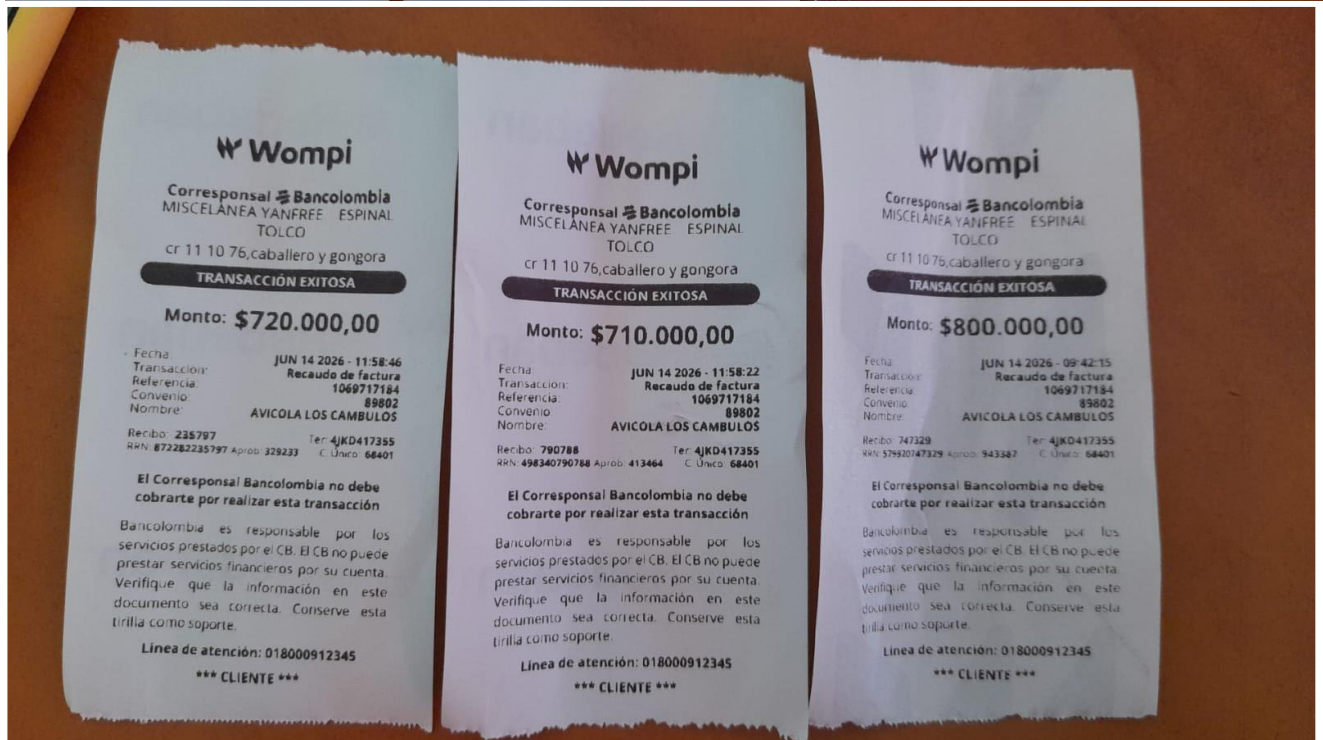 Wompi
Corresponsal Bancolombia
MISCELÁNEA YANFREE ESPINAL
TOLCO
cr 11 10 76,caballero y gongora
TRANSACCIÓN EXITOSA
Monto: $720.000,00
Fecha: JUN 14 2026 - 11:58:46
Transacción: Recaudo de factura
Referencia: 1069717184
Convenio: 89802
Nombre: AVICOLA LOS CAMBULOS
Recibo: 235797 Ter: 4JKD417355
RRN: 872282235797 Aprob: 329233 C. Único: 68401
El Corresponsal Bancolombia no debe
cobrarte por realizar esta transacción
Bancolombia es responsable por los
servicios prestados por el CB. El CB no puede
prestar servicios financieros por su cuenta.
Verifique que la información en este
documento sea correcta. Conserve esta
tirilla como soporte.
Línea de atención: 018000912345
*** CLIENTE ***
Wompi
Corresponsal Bancolombia
MISCELÁNEA YANFREE ESPINAL
TOLCO
cr 11 10 76,caballero y gongora
TRANSACCIÓN EXITOSA
Monto: $710.000,00
Fecha: JUN 14 2026 - 11:58:22
Transacción: Recaudo de factura
Referencia: 1069717184
Convenio 89802
Nombre: AVICOLA LOS CAMBULOS
Recibo: 790788 Ter: 4JKD417355
RRN: 498340790788 Aprob: 413464 C. Único: 68401
El Corresponsal Bancolombia no debe
cobrarte por realizar esta transacción
Bancolombia es responsable por los
servicios prestados por el CB. El CB no puede
prestar servicios financieros por su cuenta.
Verifique que la información en este
documento sea correcta. Conserve esta
tirilla como soporte.
Línea de atención: 018000912345
*** CLIENTE ***
Wompi
Corresponsal Bancolombia
MISCELÁNEA YANFREE ESPINAL
TOLCO
cr 11 10 76,caballero y gongora
TRANSACCIÓN EXITOSA
Monto: $800.000,00
Fecha: JUN 14 2026 - 09:42:15
Transacción: Recaudo de factura
Referencia: 1069717184
Convenio: 89802
Nombre: AVICOLA LOS CAMBULOS
Recibo: 747329 Ter: 4JKD417355
RRN: 579920747329 Aprob: 943387 C. Único: 68401
El Corresponsal Bancolombia no debe
cobrarte por realizar esta transacción
Bancolombia es responsable por los
servicios prestados por el CB. El CB no puede
prestar servicios financieros por su cuenta.
Verifique que la información en este
documento sea correcta. Conserve esta
tirilla como soporte.
Línea de atención: 018000912345
*** CLIENTE ***